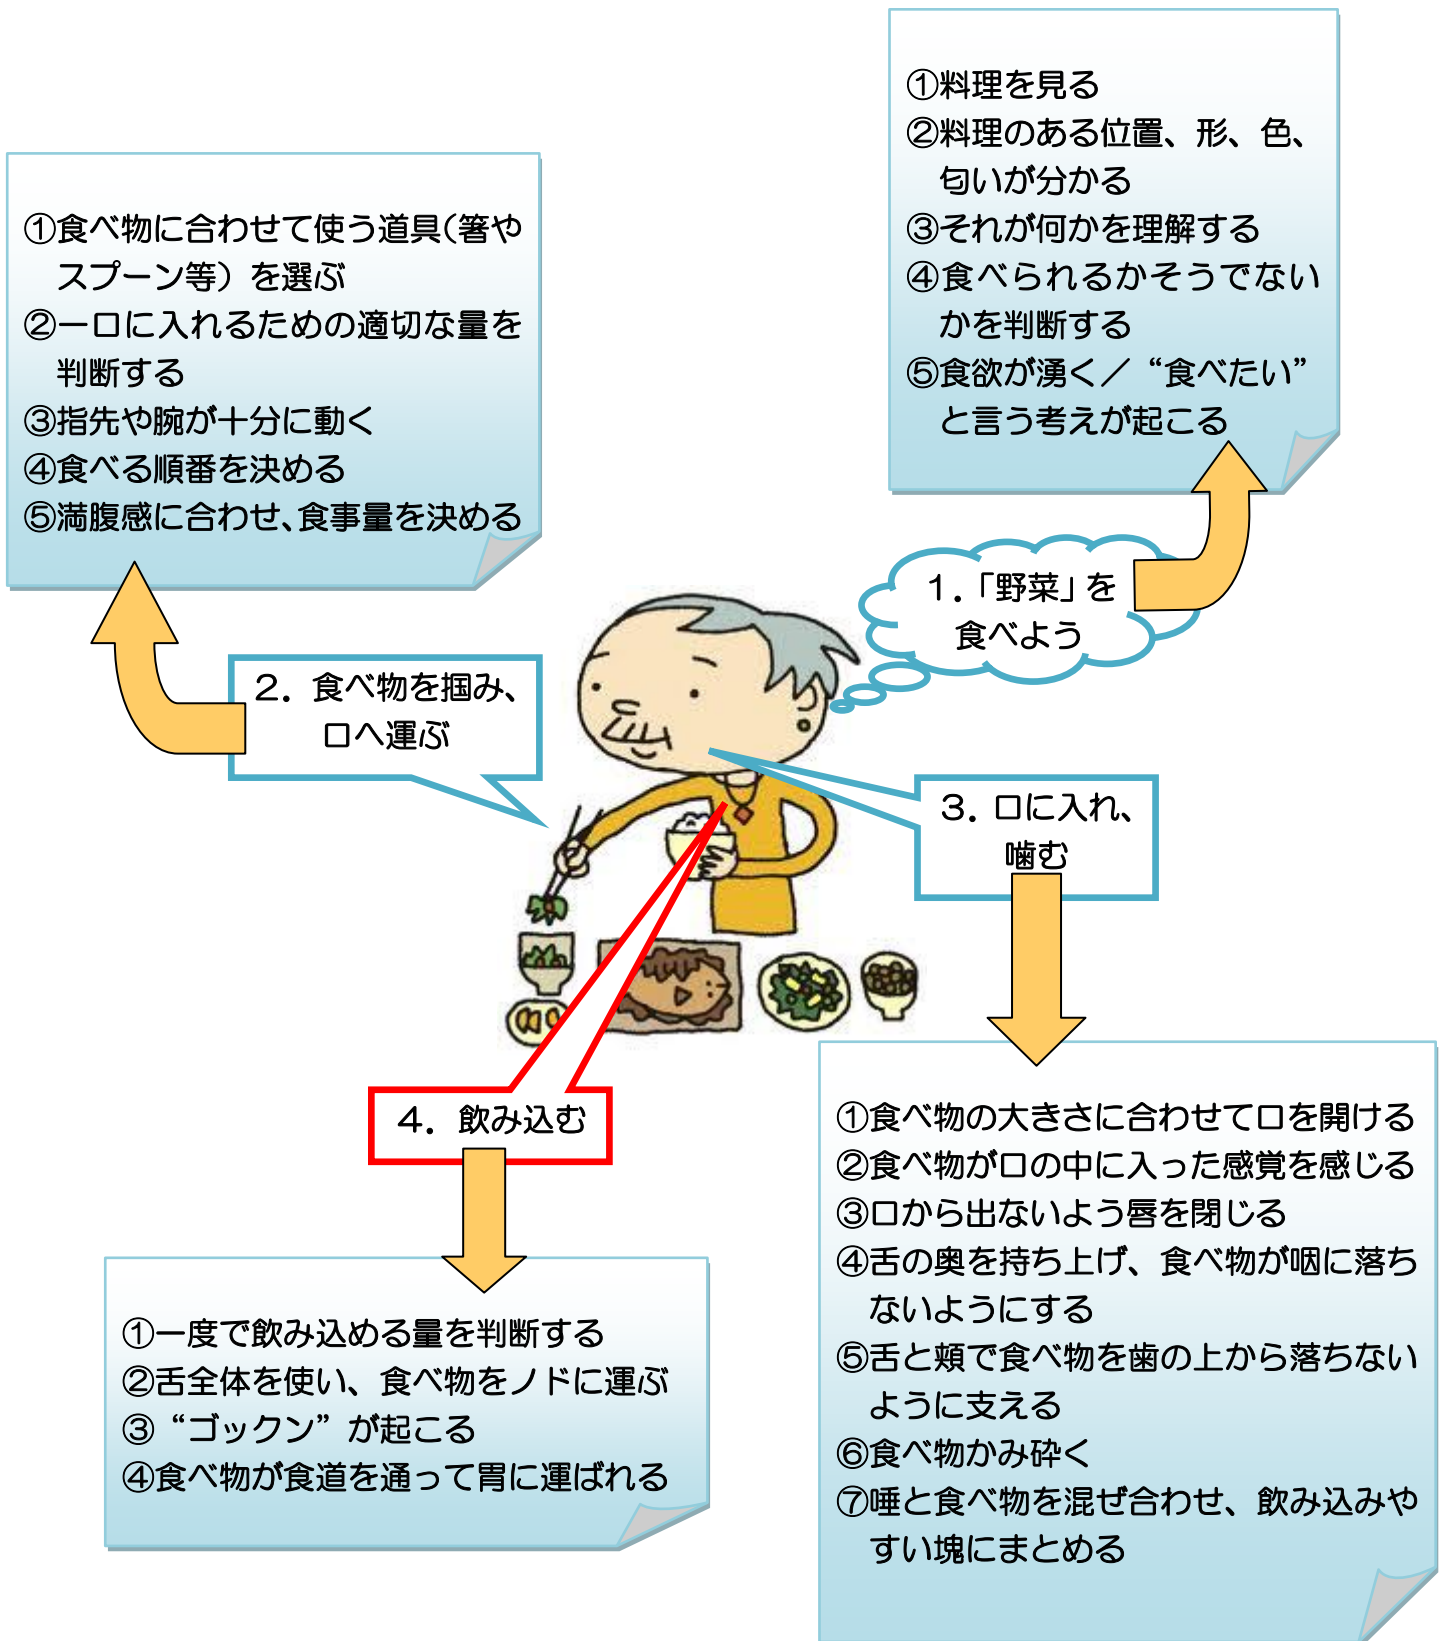 1.「野菜」を
食べよう
①料理を見る
②料理のある位置、形、色、
匂いが分かる
③それが何かを理解する
④食べられるかそうでない
かを判断する
⑤食欲が湧く／“食べたい”
と言う考えが起こる
2．食べ物を掴み、
口へ運ぶ
①食べ物に合わせて使う道具(箸や
スプーン等）を選ぶ
②一口に入れるための適切な量を
判断する
③指先や腕が十分に動く
④食べる順番を決める
⑤満腹感に合わせ、食事量を決める
3．口に入れ、
噛む
①食べ物の大きさに合わせて口を開ける
②食べ物が口の中に入った感覚を感じる
③口から出ないよう唇を閉じる
④舌の奥を持ち上げ、食べ物が咽に落ち
ないようにする
⑤舌と頬で食べ物を歯の上から落ちない
ように支える
⑥食べ物かみ砕く
⑦唾と食べ物を混ぜ合わせ、飲み込みや
すい塊にまとめる
4．飲み込む
①一度で飲み込める量を判断する
②舌全体を使い、食べ物をノドに運ぶ
③“ゴックン”が起こる
④食べ物が食道を通って胃に運ばれる